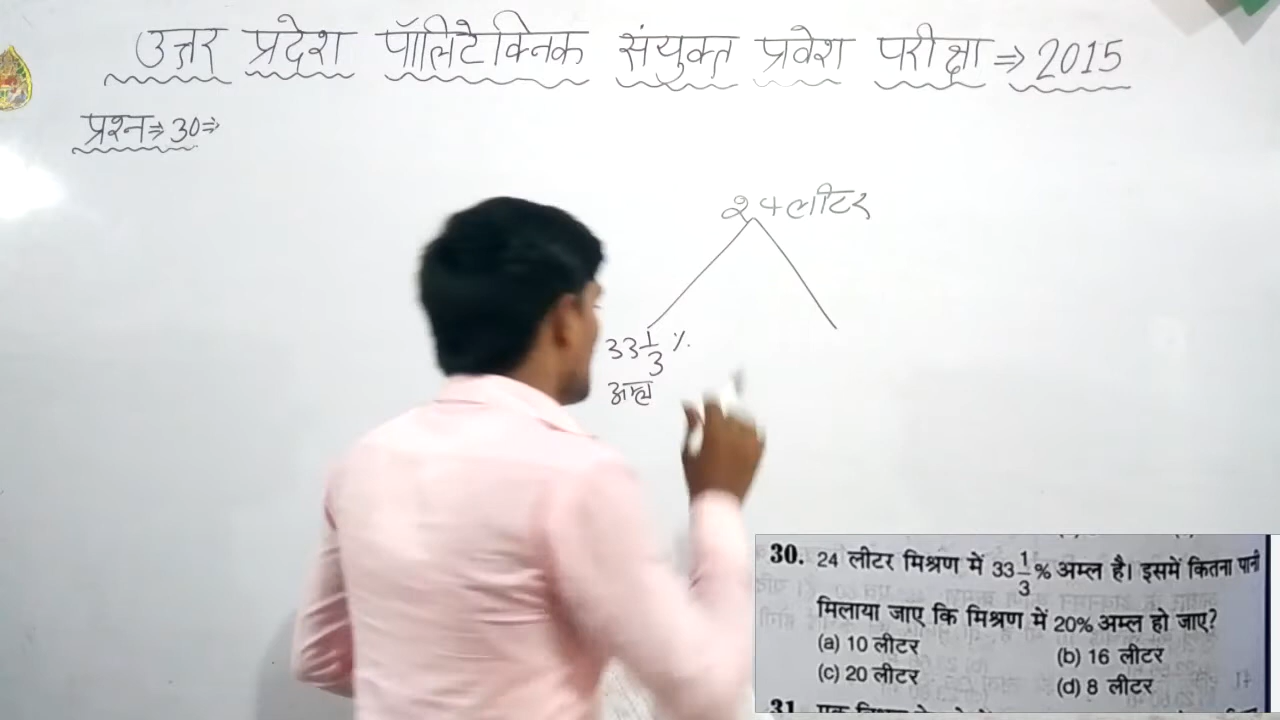 उत्तर प्रदेश पॉलिटैक्निक संयुक्त प्रवेश परीक्षा ⇒ 2015
प्रश्न ⇒ 30 ⇒
24 लीटर
33 1/3 %
अम्ल
30. 24 लीटर मिश्रण में 33 1/3 % अम्ल है। इसमें कितना पानी
मिलाया जाए कि मिश्रण में 20% अम्ल हो जाए?
(a) 10 लीटर (b) 16 लीटर
(c) 20 लीटर (d) 8 लीटर
31.